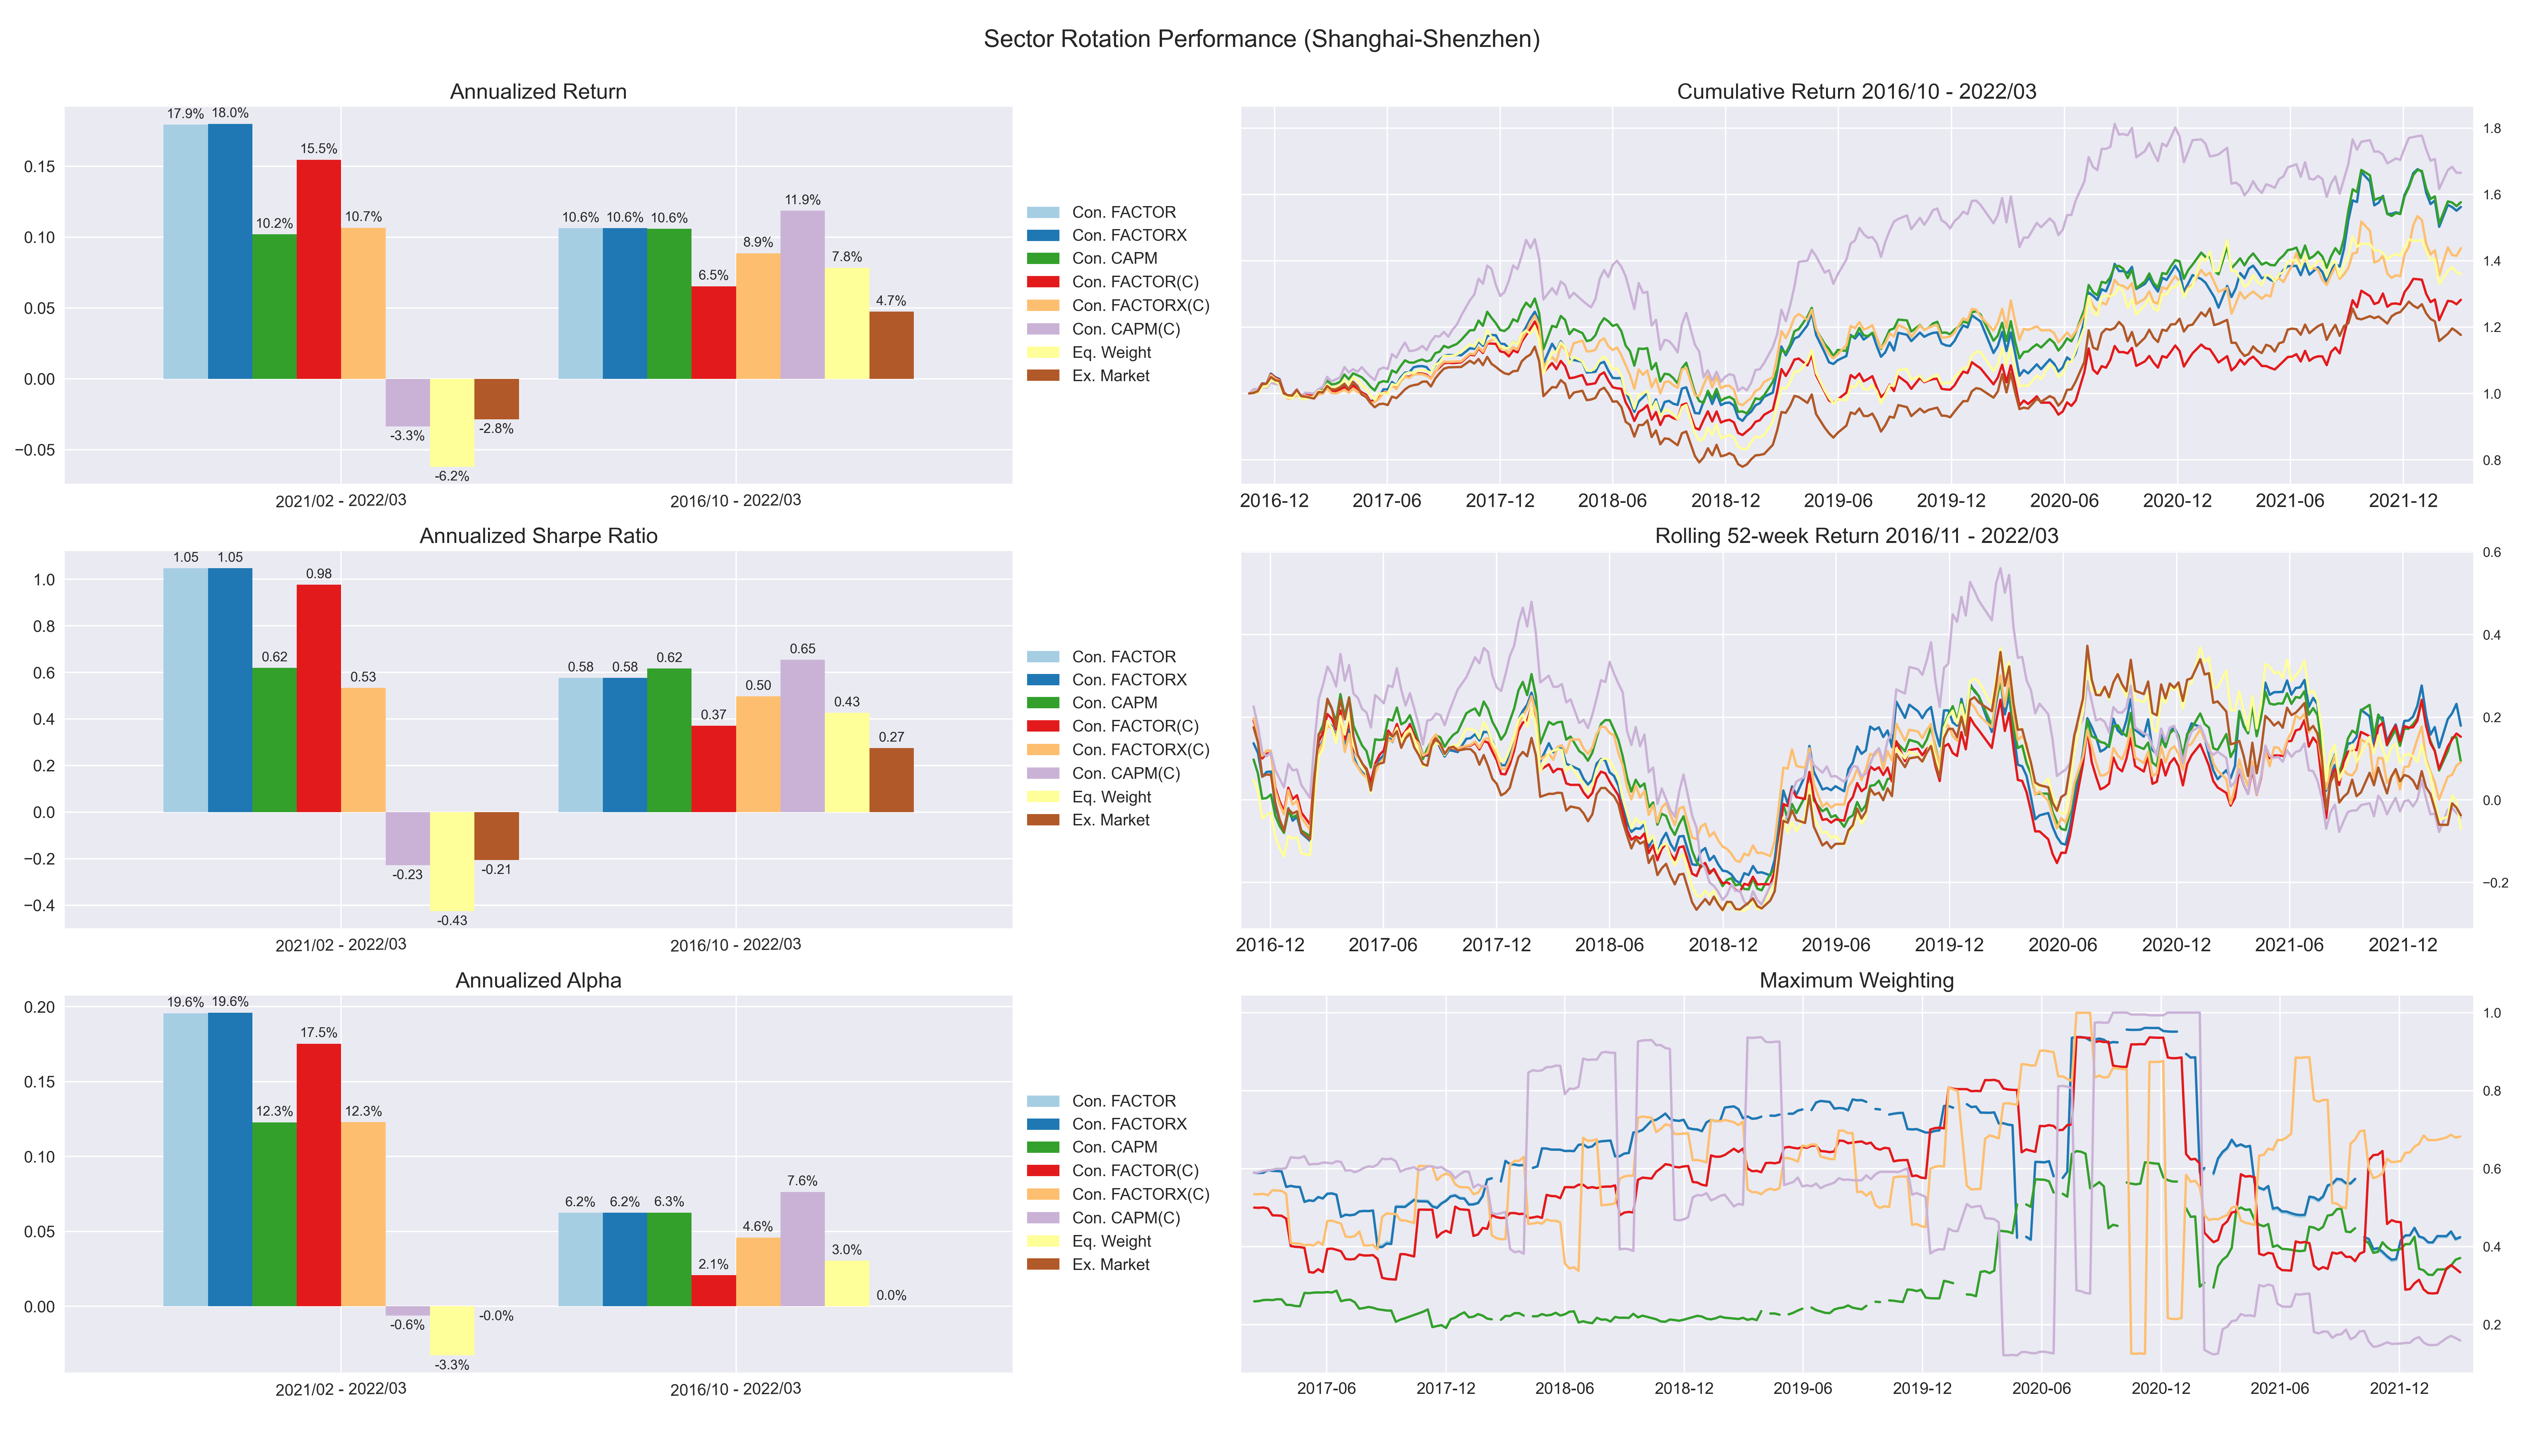 Sector Rotation Performance (Shanghai-Shenzhen)
Annualized Return
17.9% 18.0% 10.2% 15.5% 10.7% -3.3% -6.2% -2.8%
10.6% 10.6% 10.6% 6.5% 8.9% 11.9% 7.8% 4.7%
0.15
0.10
0.05
0.00
−0.05
2021/02 - 2022/03 2016/10 - 2022/03
Con. FACTOR
Con. FACTORX
Con. CAPM
Con. FACTOR(C)
Con. FACTORX(C)
Con. CAPM(C)
Eq. Weight
Ex. Market
Cumulative Return 2016/10 - 2022/03
1.8
1.6
1.4
1.2
1.0
0.8
2016-12 2017-06 2017-12 2018-06 2018-12 2019-06 2019-12 2020-06 2020-12 2021-06 2021-12
Annualized Sharpe Ratio
1.05 1.05 0.62 0.98 0.53 -0.23 -0.43 -0.21
0.58 0.58 0.62 0.37 0.50 0.65 0.43 0.27
1.0
0.8
0.6
0.4
0.2
0.0
−0.2
−0.4
2021/02 - 2022/03 2016/10 - 2022/03
Con. FACTOR
Con. FACTORX
Con. CAPM
Con. FACTOR(C)
Con. FACTORX(C)
Con. CAPM(C)
Eq. Weight
Ex. Market
Rolling 52-week Return 2016/11 - 2022/03
0.6
0.4
0.2
0.0
−0.2
2016-12 2017-06 2017-12 2018-06 2018-12 2019-06 2019-12 2020-06 2020-12 2021-06 2021-12
Annualized Alpha
19.6% 19.6% 12.3% 17.5% 12.3% -0.6% -3.3% -0.0%
6.2% 6.2% 6.3% 2.1% 4.6% 7.6% 3.0% 0.0%
0.20
0.15
0.10
0.05
0.00
2021/02 - 2022/03 2016/10 - 2022/03
Con. FACTOR
Con. FACTORX
Con. CAPM
Con. FACTOR(C)
Con. FACTORX(C)
Con. CAPM(C)
Eq. Weight
Ex. Market
Maximum Weighting
1.0
0.8
0.6
0.4
0.2
2017-06 2017-12 2018-06 2018-12 2019-06 2019-12 2020-06 2020-12 2021-06 2021-12